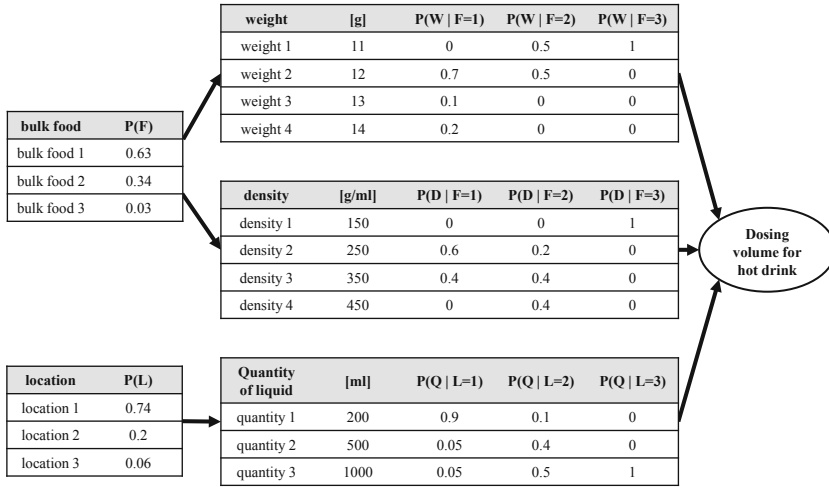 weight [g] P(W | F=1) P(W | F=2) P(W | F=3)
weight 1 11 0 0.5 1
weight 2 12 0.7 0.5 0
weight 3 13 0.1 0 0
weight 4 14 0.2 0 0
bulk food P(F)
bulk food 1 0.63
bulk food 2 0.34
bulk food 3 0.03
density [g/ml] P(D | F=1) P(D | F=2) P(D | F=3)
density 1 150 0 0 1
density 2 250 0.6 0.2 0
density 3 350 0.4 0.4 0
density 4 450 0 0.4 0
Dosing
volume for
hot drink
location P(L)
location 1 0.74
location 2 0.2
location 3 0.06
Quantity
of liquid [ml] P(Q | L=1) P(Q | L=2) P(Q | L=3)
quantity 1 200 0.9 0.1 0
quantity 2 500 0.05 0.4 0
quantity 3 1000 0.05 0.5 1